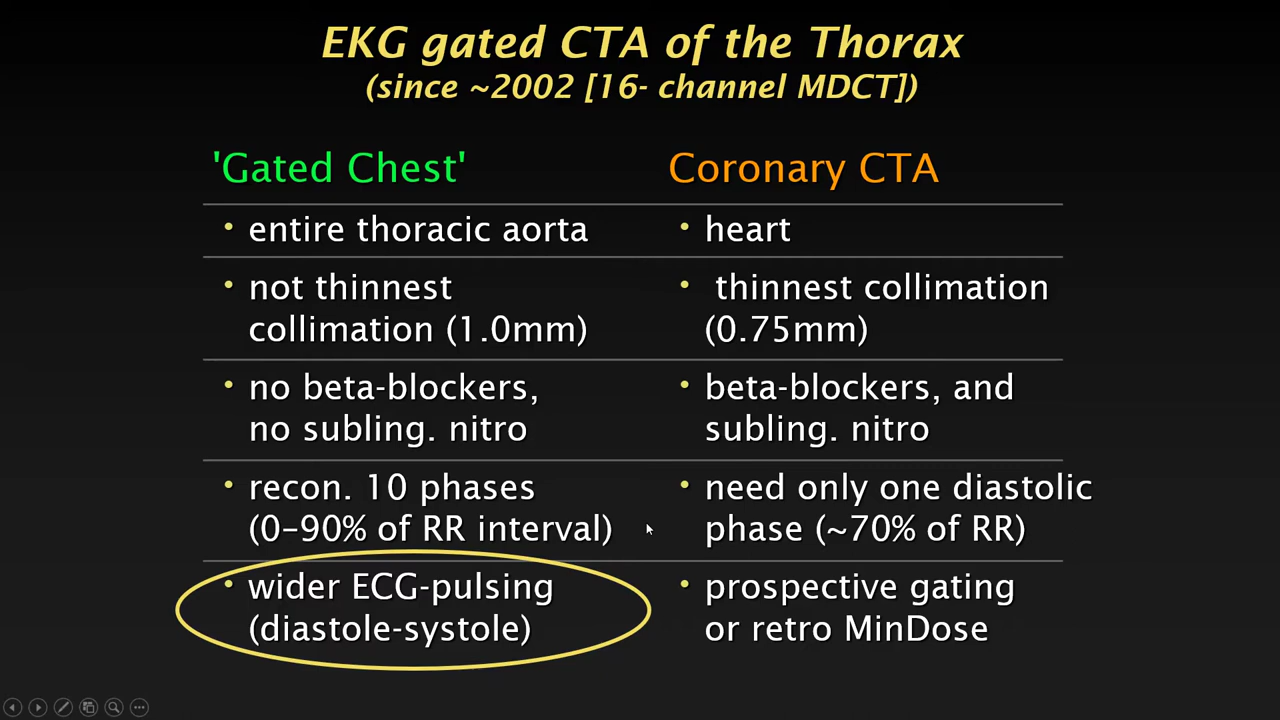 EKG gated CTA of the Thorax
(since ~2002 [16- channel MDCT])
'Gated Chest'
Coronary CTA
• entire thoracic aorta
• heart
• not thinnest
collimation (1.0mm)
• thinnest collimation
(0.75mm)
• no beta-blockers,
no subling. nitro
• beta-blockers, and
subling. nitro
• recon. 10 phases
(0–90% of RR interval)
• need only one diastolic
phase (~70% of RR)
• wider ECG-pulsing
(diastole-systole)
• prospective gating
or retro MinDose